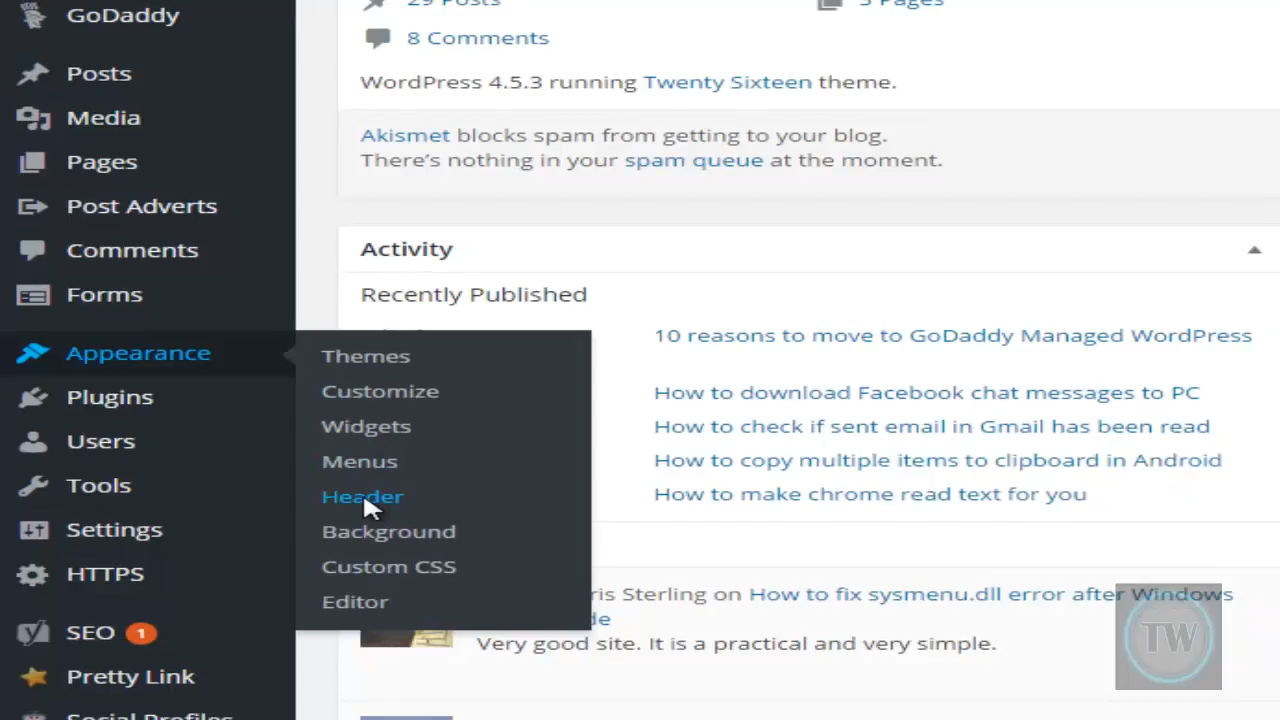 GoDaddy
Posts
Media
Pages
Post Adverts
Comments
Forms
Appearance
Plugins
Users
Tools
Settings
HTTPS
SEO 1
Pretty Link
Social Profiles
Themes
Customize
Widgets
Menus
Header
Background
Custom CSS
Editor
29 Posts
5 Pages
8 Comments
WordPress 4.5.3 running Twenty Sixteen theme.
Akismet blocks spam from getting to your blog.
There's nothing in your spam queue at the moment.
Activity
Recently Published
10 reasons to move to GoDaddy Managed WordPress
How to download Facebook chat messages to PC
How to check if sent email in Gmail has been read
How to copy multiple items to clipboard in Android
How to make chrome read text for you
Sterling on How to fix sysmenu.dll error after Windows
Very good site. It is a practical and very simple.
TW